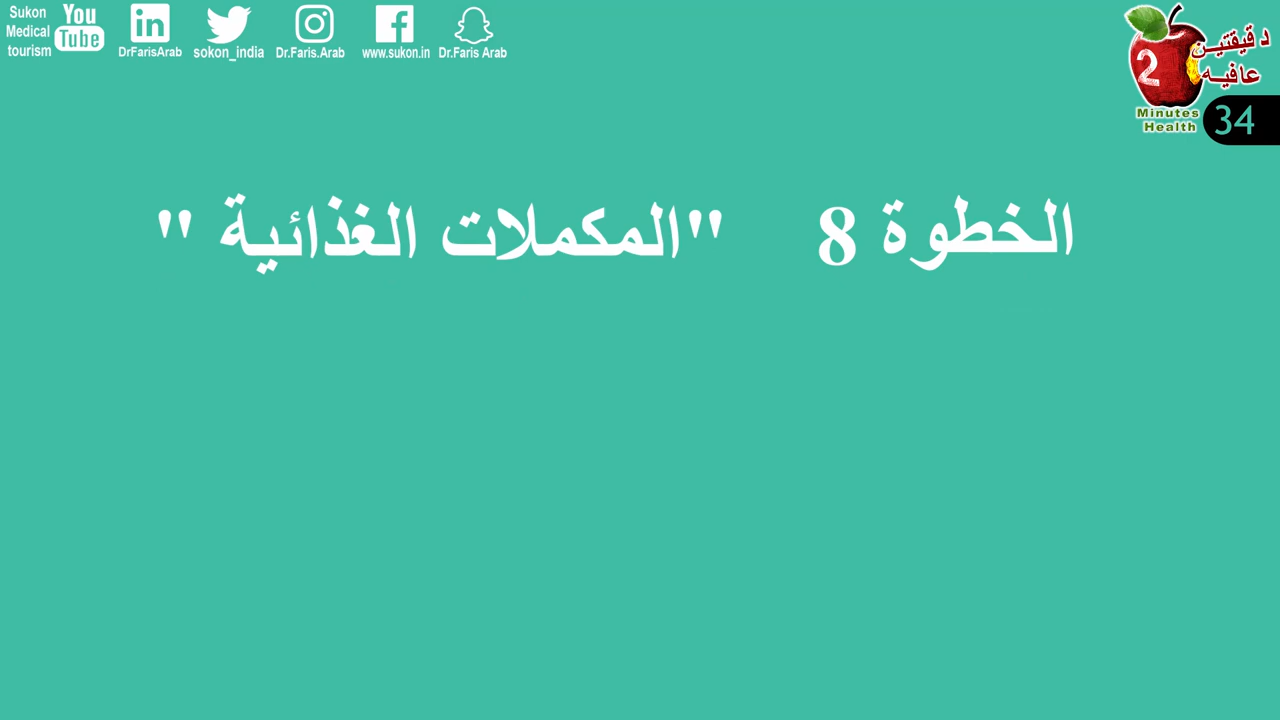 Sukon
Medical
tourism
You
Tube
in
DrFarisArab
sokon_india
Dr.Faris.Arab
f
www.sukon.in
Dr.Faris Arab
2
دقيقتين
عافيه
Minutes
Health
34
الخطوة 8 "المكملات الغذائية "